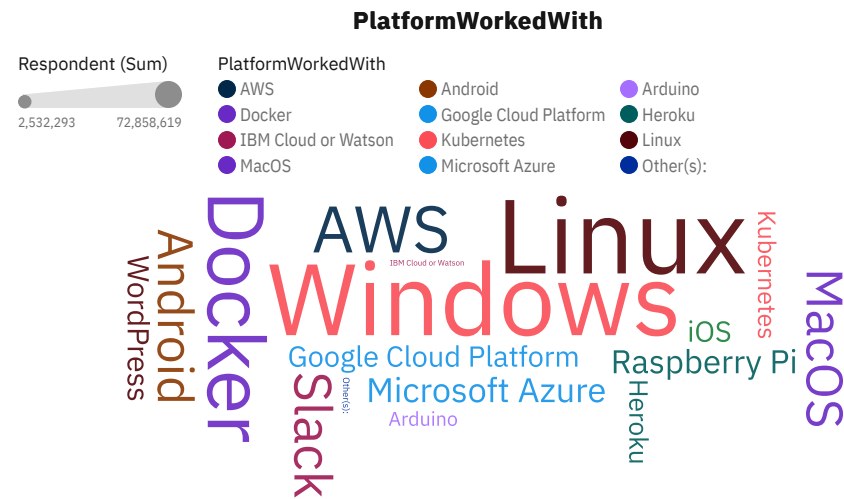 PlatformWorkedWith
Respondent (Sum)
2,532,293 72,858,619
PlatformWorkedWith
AWS Android Arduino
Docker Google Cloud Platform Heroku
IBM Cloud or Watson Kubernetes Linux
MacOS Microsoft Azure Other(s):
Docker
AWS
Linux
Kubernetes
Android
WordPress
IBM Cloud or Watson
Windows
MacOS
iOS
Google Cloud Platform
Raspberry Pi
Slack
Other(s):
Microsoft Azure
Heroku
Arduino